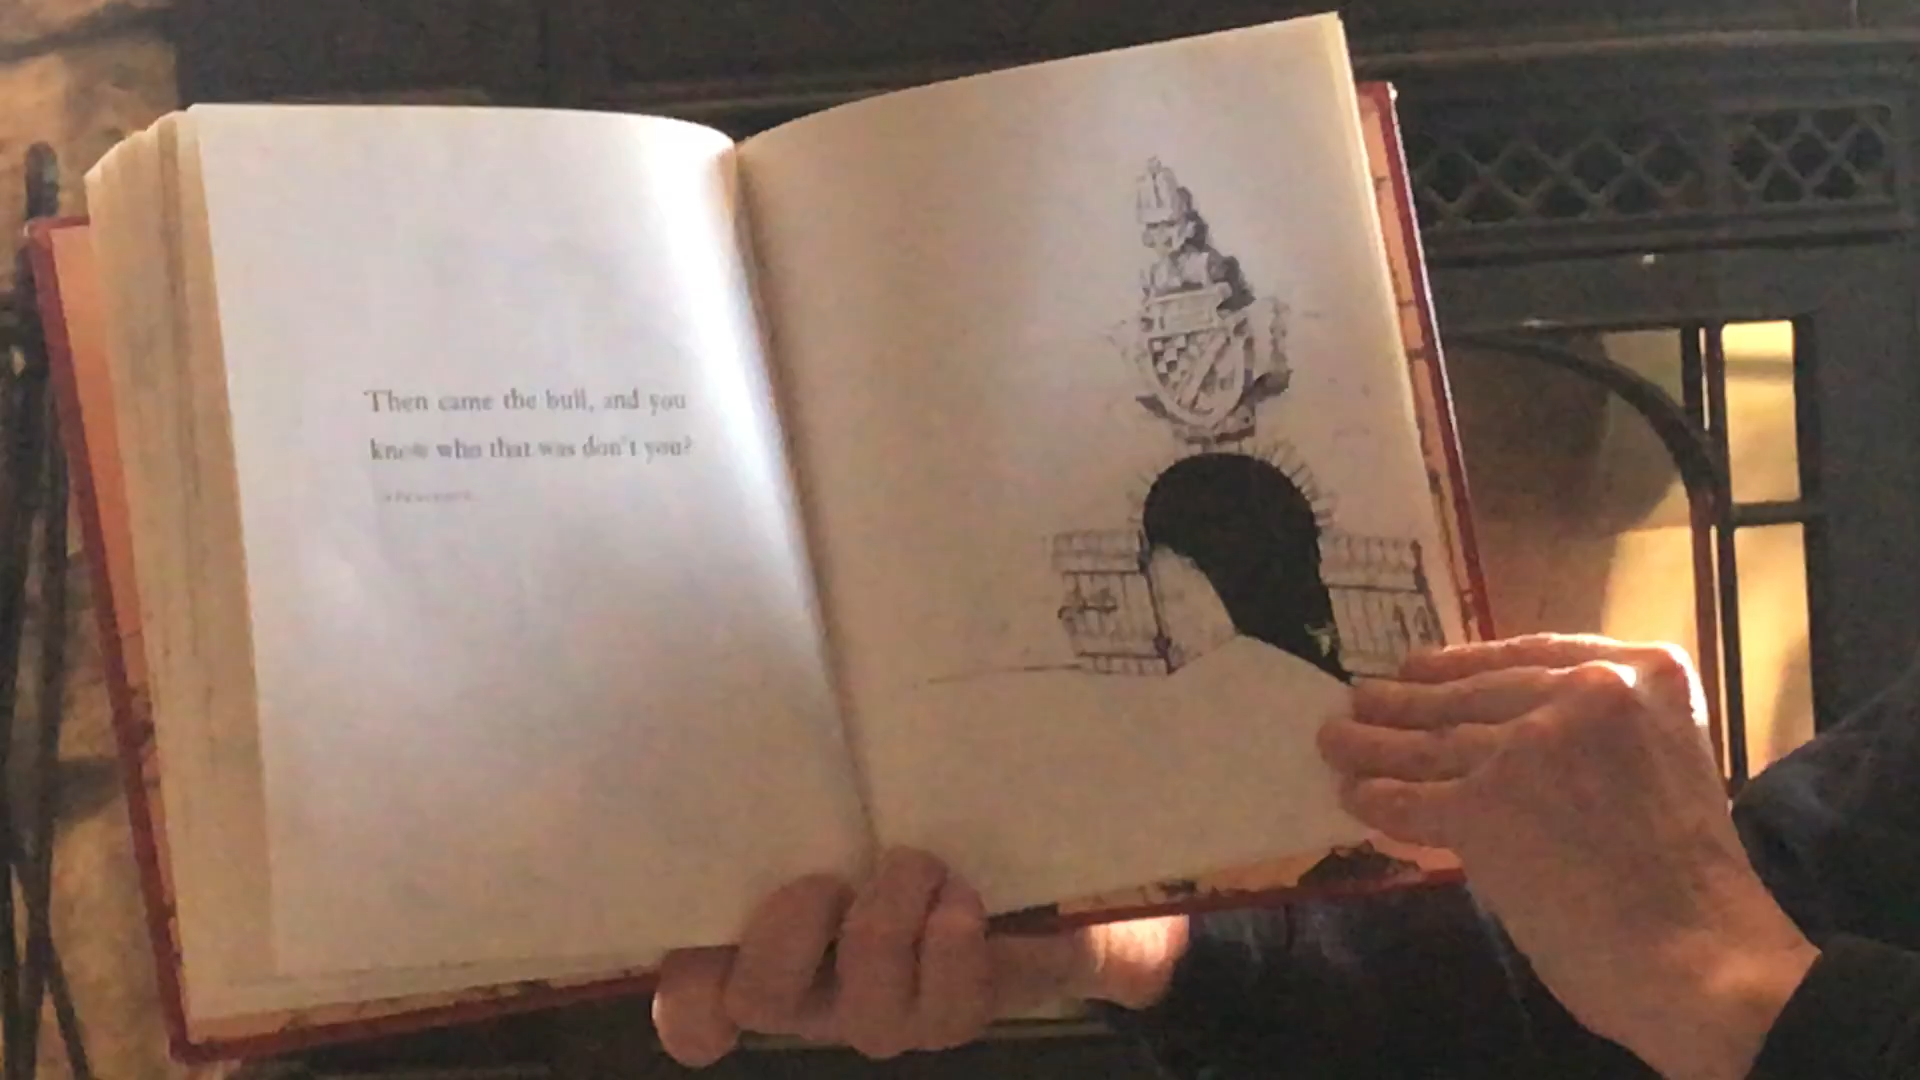 Then came the bull, and you
know who that was don't you?